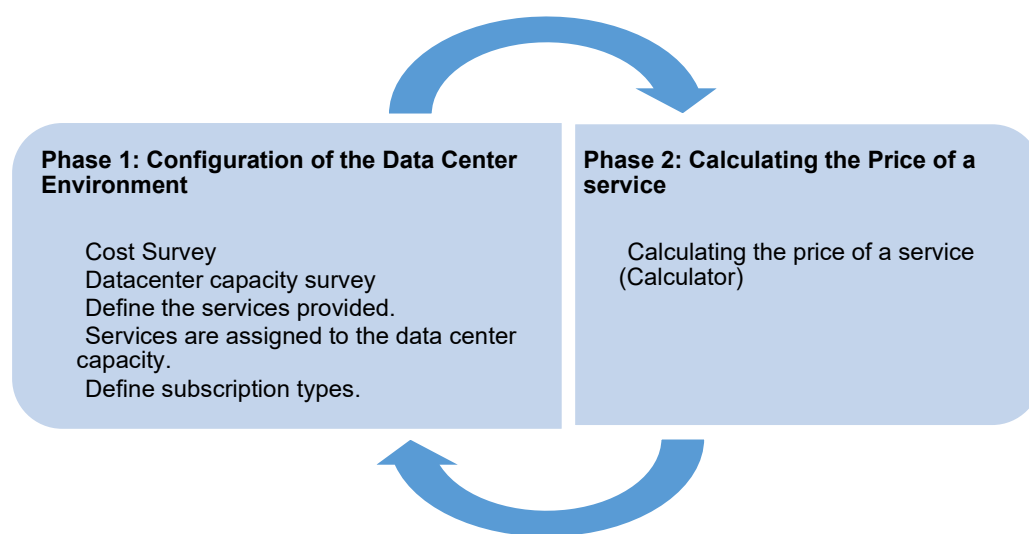 Phase 1: Configuration of the Data Center
Environment
Cost Survey
Datacenter capacity survey
Define the services provided.
Services are assigned to the data center
capacity.
Define subscription types.
Phase 2: Calculating the Price of a
service
Calculating the price of a service
(Calculator)